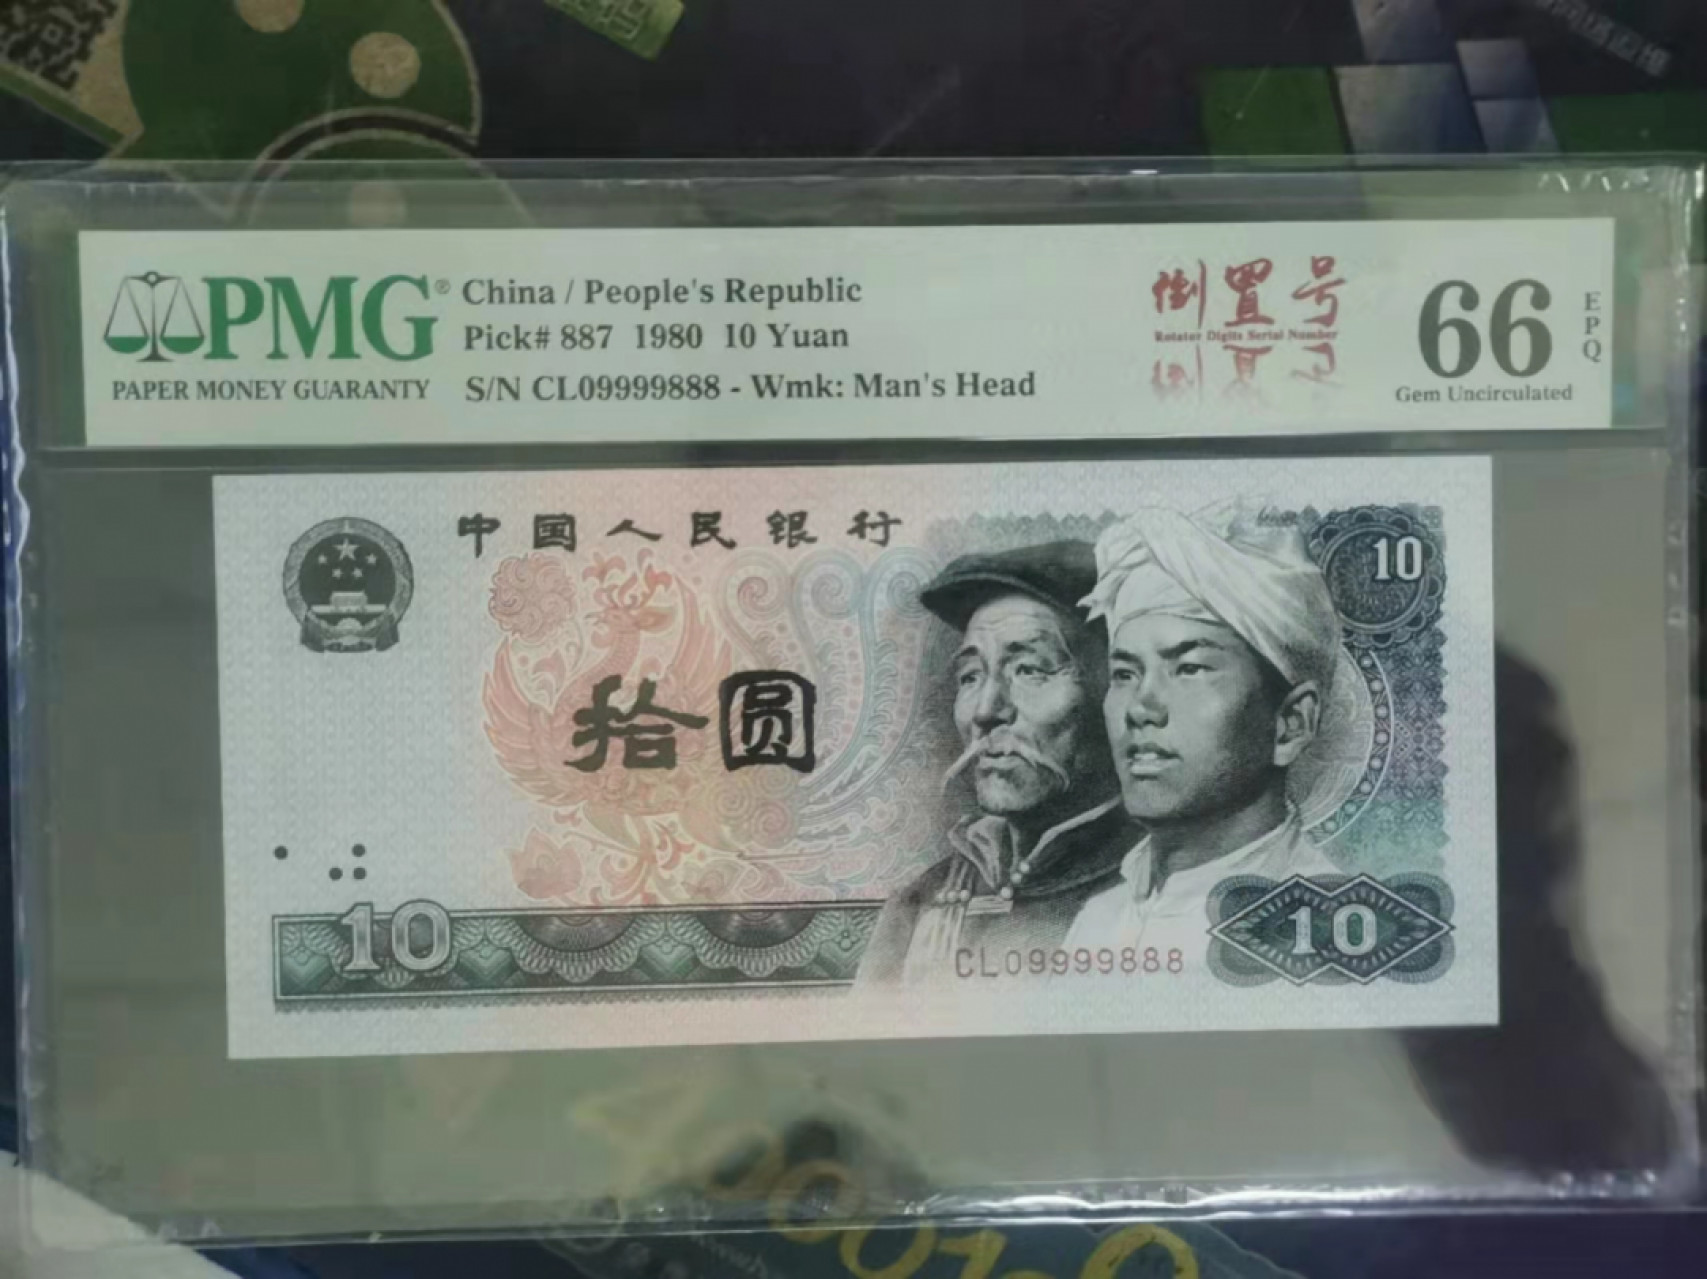 PMG®
PAPER MONEY GUARANTY
China / People's Republic
Pick# 887 1980 10 Yuan
S/N CL09999888 - Wmk: Man's Head
倒置号
Rotator Digits Serial Number
66
EPQ
Gem Uncirculated
中国人民银行
10
拾圆
10
CL09999888
10